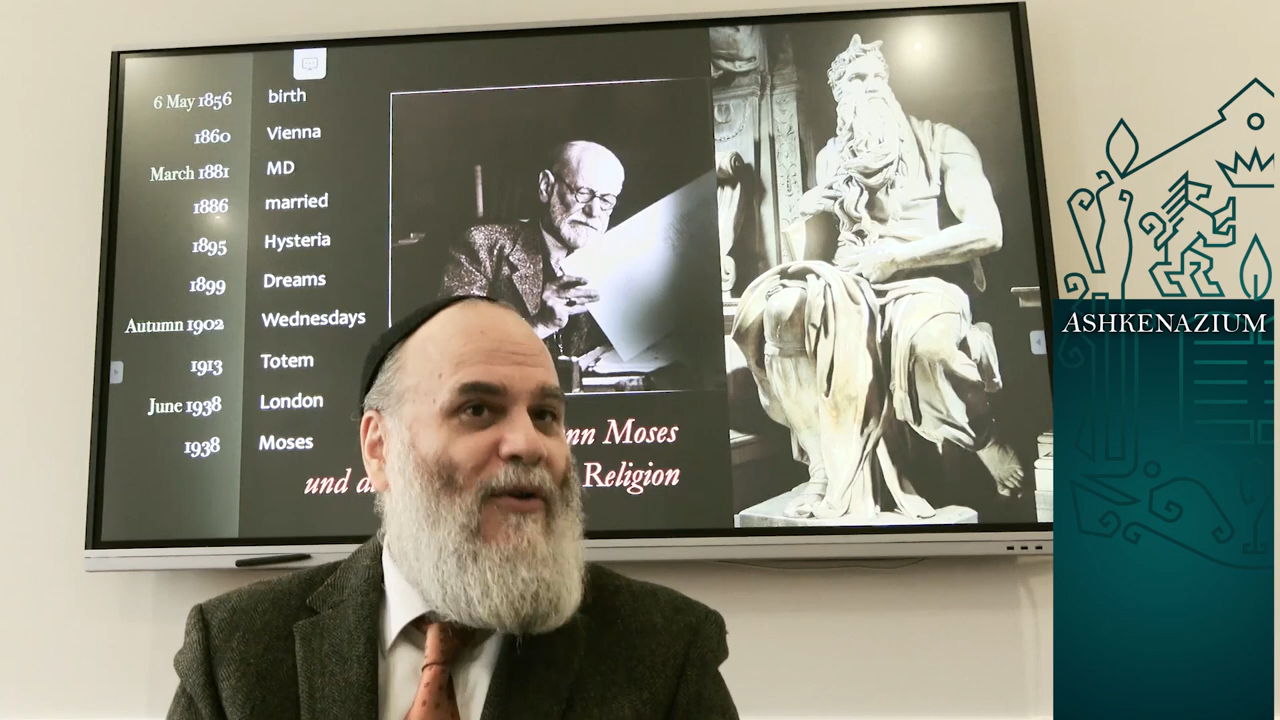 6 May 1856 birth
1860 Vienna
March 1881 MD
1886 married
1895 Hysteria
1899 Dreams
Autumn 1902 Wednesdays
1913 Totem
June 1938 London
1938 Moses
Moses
und Religion
ASHKENAZIUM